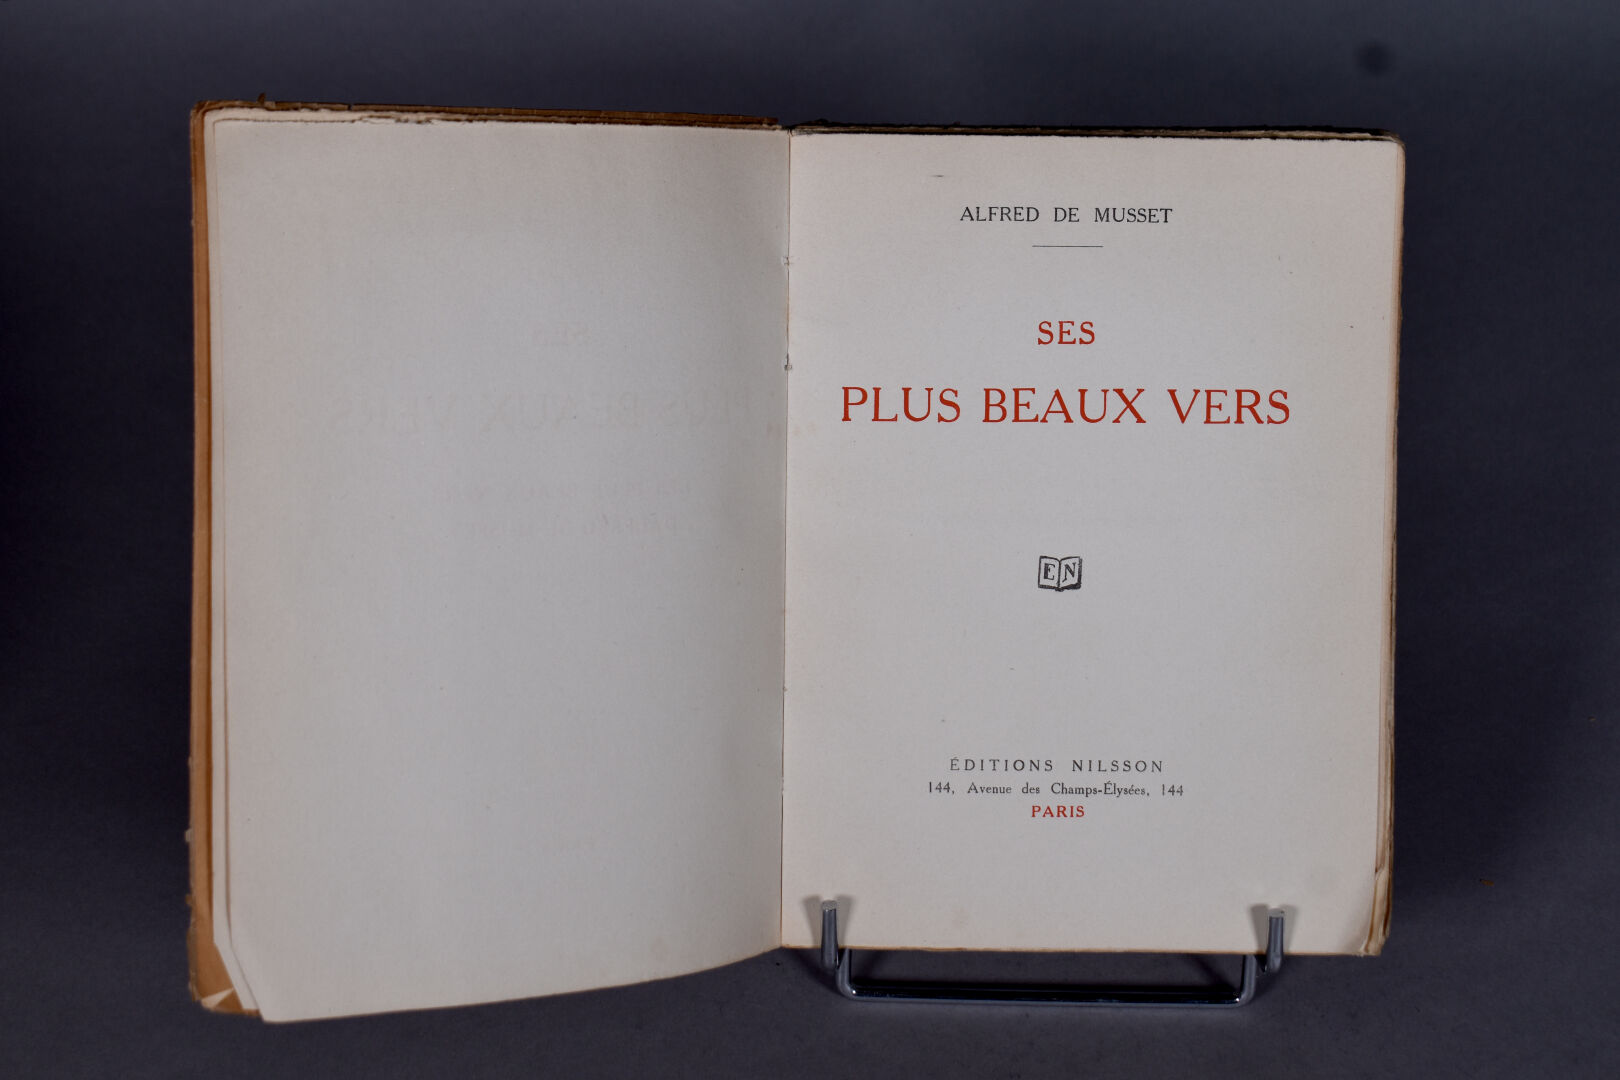 ALFRED DE MUSSET
SES
PLUS BEAUX VERS
EN
ÉDITIONS NILSSON
144, Avenue des Champs-Élysées, 144
PARIS